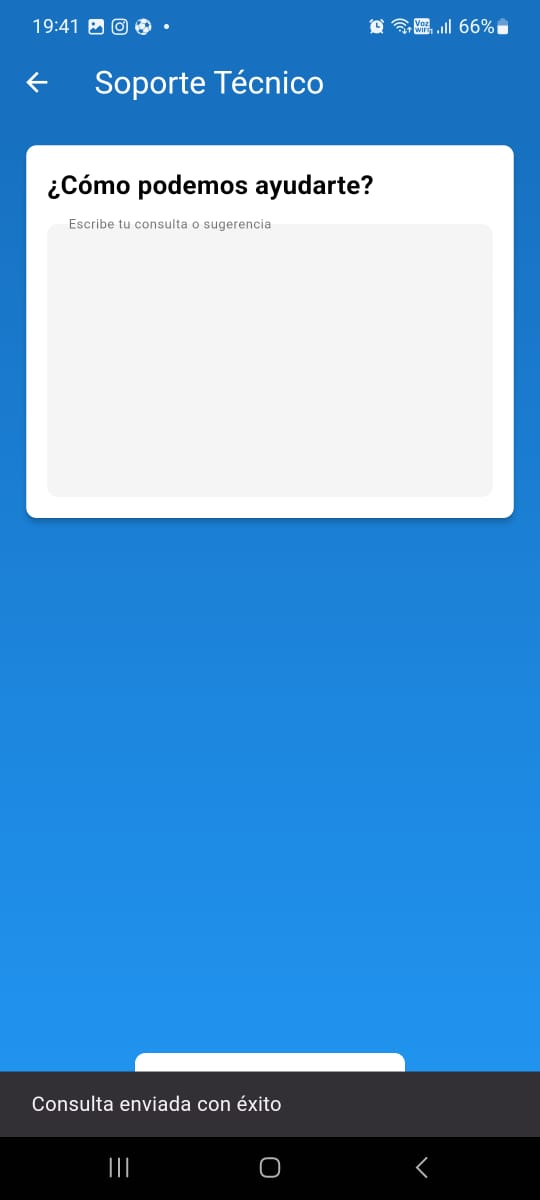 19:41 66%
Soporte Técnico
¿Cómo podemos ayudarte?
Escribe tu consulta o sugerencia
Consulta enviada con éxito